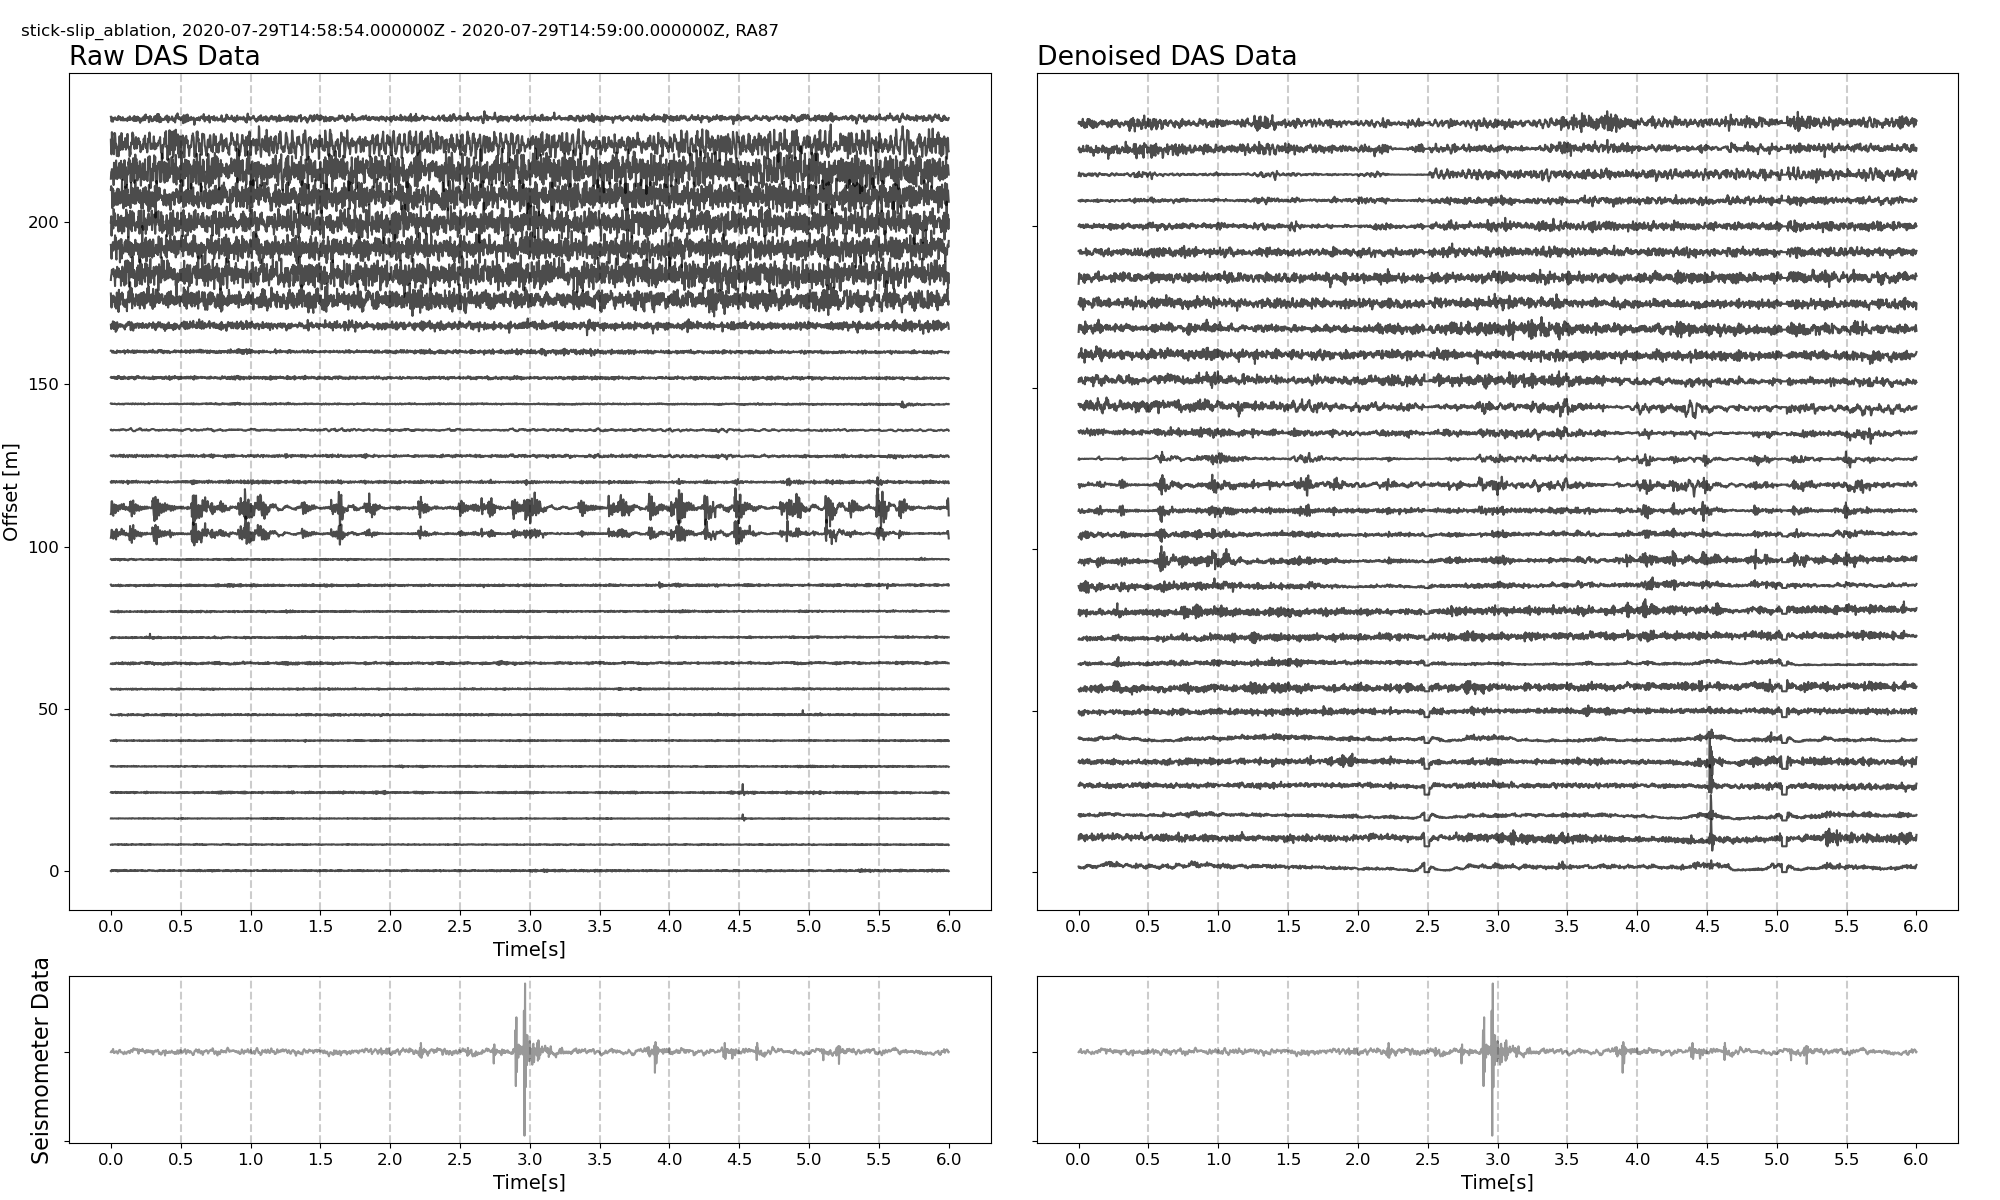 stick-slip_ablation, 2020-07-29T14:58:54.000000Z - 2020-07-29T14:59:00.000000Z, RA87
Raw DAS Data
Denoised DAS Data
Offset [m]
200
150
100
50
0
0.0 0.5 1.0 1.5 2.0 2.5 3.0 3.5 4.0 4.5 5.0 5.5 6.0
Time[s]
0.0 0.5 1.0 1.5 2.0 2.5 3.0 3.5 4.0 4.5 5.0 5.5 6.0
Seismometer Data
0.0 0.5 1.0 1.5 2.0 2.5 3.0 3.5 4.0 4.5 5.0 5.5 6.0
Time[s]
0.0 0.5 1.0 1.5 2.0 2.5 3.0 3.5 4.0 4.5 5.0 5.5 6.0
Time[s]